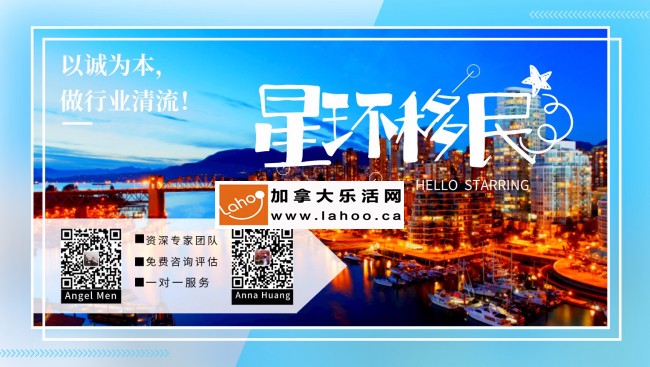 以诚为本,
做行业清流!
星环移民
HELLO STARRING
Lahoo
加拿大乐活网
www.lahoo.ca
■资深专家团队
■免费咨询评估
■一对一服务
Angel Men
Anna Huang